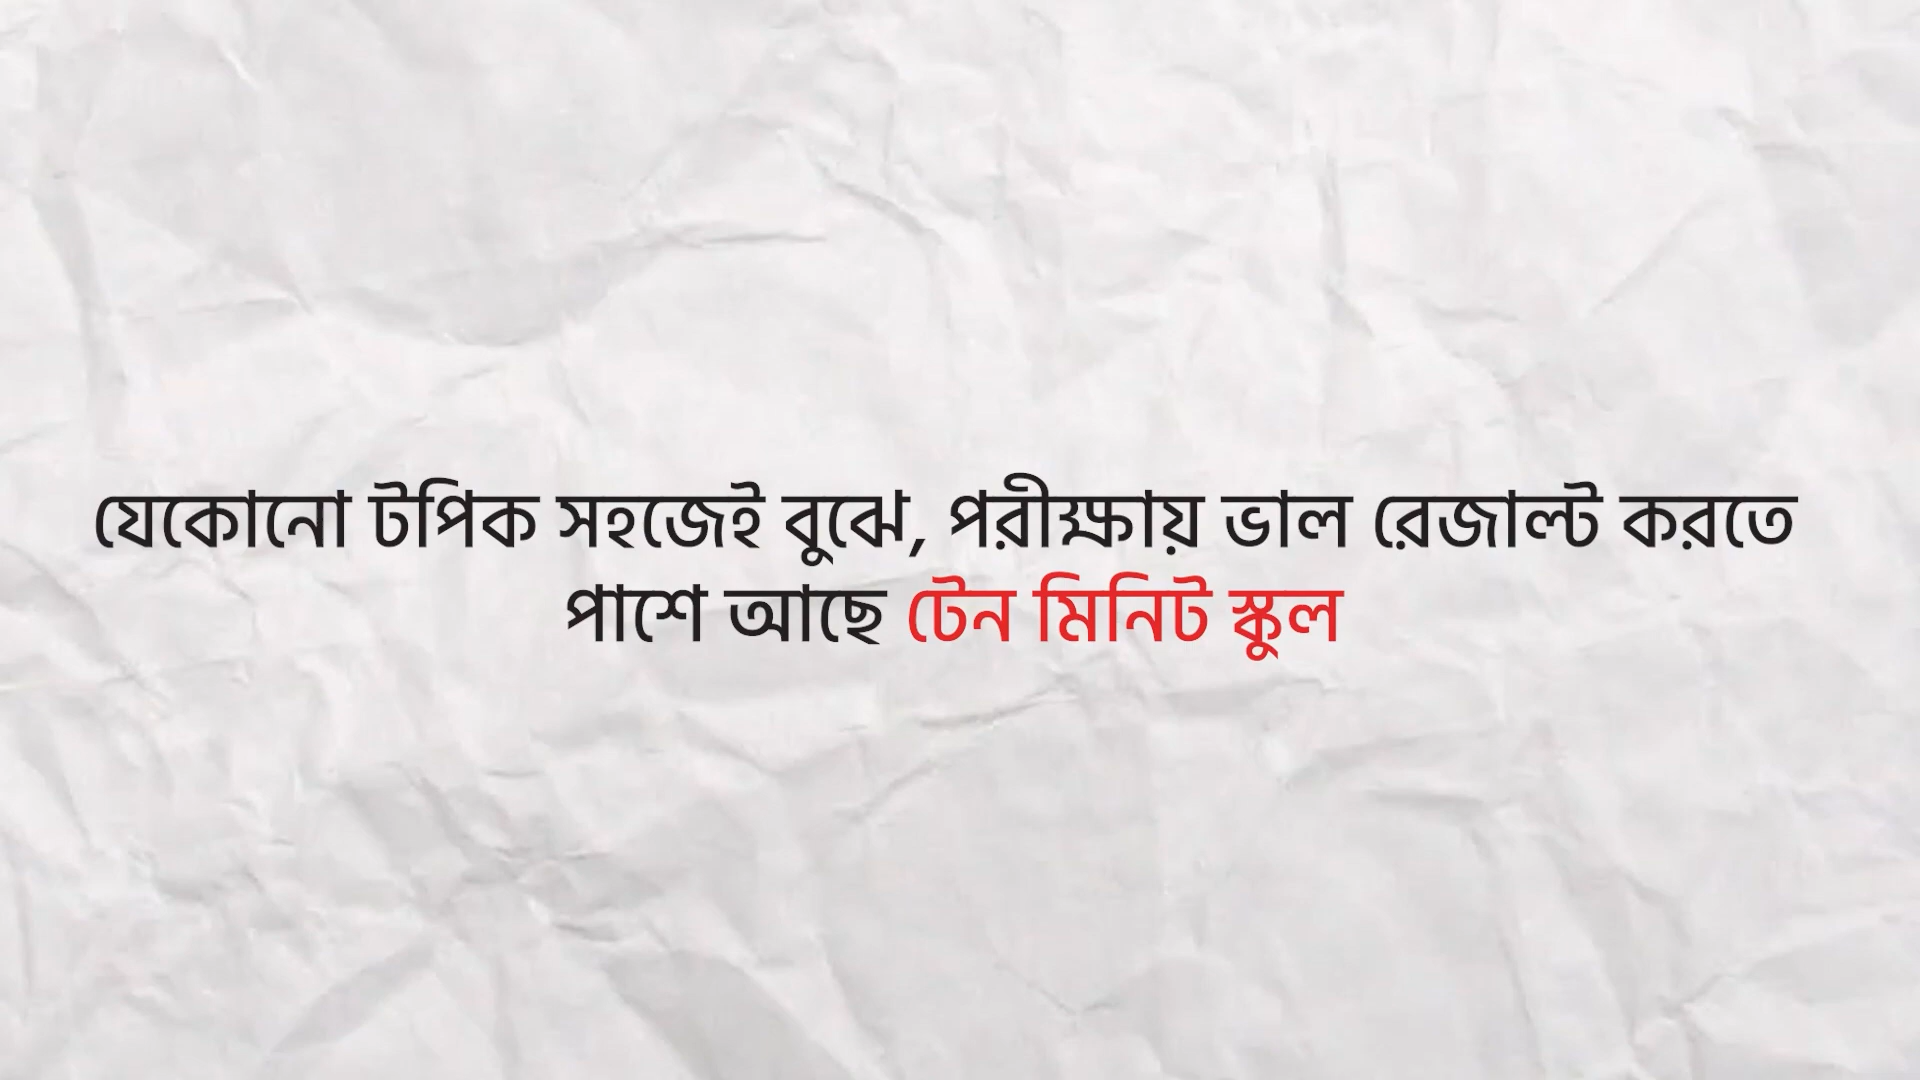 যেকোনো টপিক সহজেই বুঝে, পরীক্ষায় ভাল রেজাল্ট করতে
পাশে আছে টেন মিনিট স্কুল